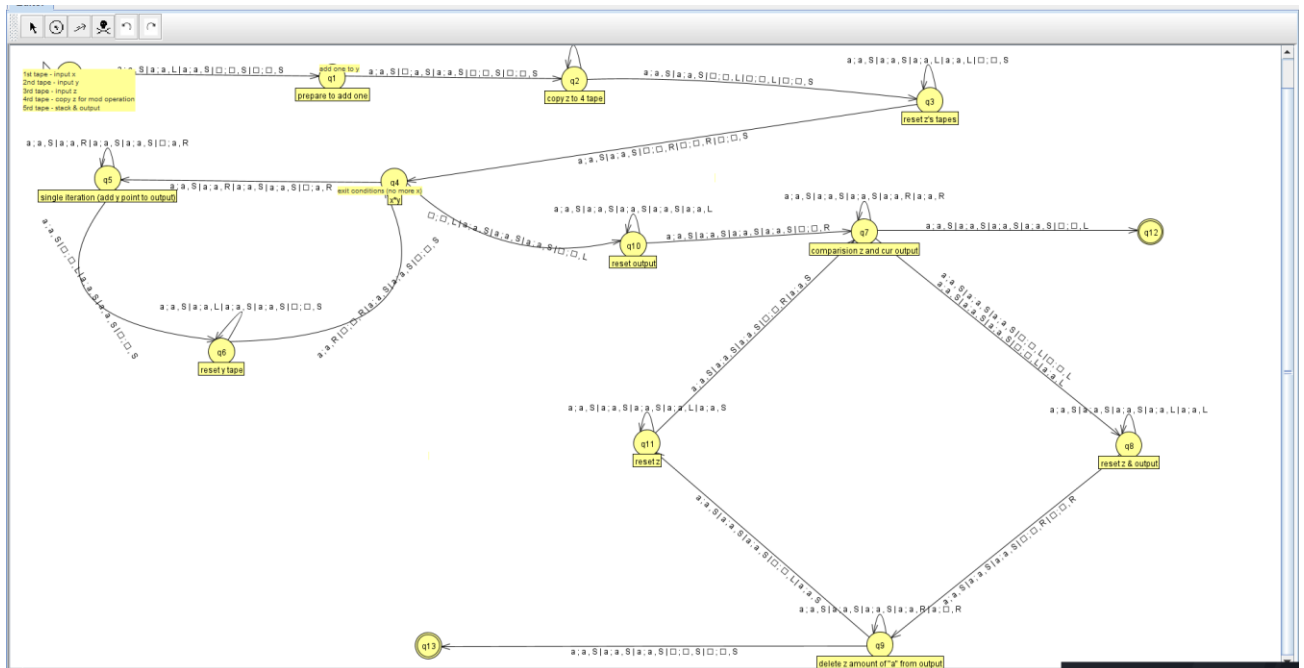 1st tape - input x
2nd tape - input y
3rd tape - input z
4rd tape - copy z for mod operation
5rd tape - stack & output
a ; a , S | a ; a , L | a ; a , S | □ ; □ , S | □ ; □ , S
add one to y
q1
prepare to add one
a ; a , S | □ ; a , S | a ; a , S | □ ; □ , S | □ ; □ , S
q2
copy z to 4 tape
a ; a , S | a ; a , S | □ ; □ , L | □ ; □ , L | □ ; □ , S
a ; a , S | a ; a , S | a ; a , L | a ; a , L | □ ; □ , S
q3
reset z's tapes
a ; a , S | a ; a , S | □ ; □ , R | □ ; □ , R | □ ; □ , S
a ; a , S | a ; a , R | a ; a , S | a ; a , S | □ ; a , R
q5
single iteration (add y point to output)
a ; a , S | a ; a , R | a ; a , S | a ; a , S | □ ; a , R
q4
exit conditions (no more x)
x*y
□ ; □ , L | a ; a , S | a ; a , S | a ; a , S | □ ; □ , L
a ; a , S | a ; a , S | a ; a , S | a ; a , S | a ; a , L
q10
reset output
a ; a , S | a ; a , S | a ; a , S | a ; a , S | □ ; □ , R
a ; a , S | a ; a , S | a ; a , S | a ; a , R | a ; a , R
q7
comparision z and cur output
a ; a , S | a ; a , S | a ; a , S | a ; a , S | □ ; □ , L
q12
a ; a , S | □ ; □ , L | a ; a , S | a ; a , S | □ ; □ , S
a ; a , S | a ; a , L | a ; a , S | a ; a , S | □ ; □ , S
q6
reset y tape
a ; a , R | □ ; □ , R | a ; a , S | a ; a , S | □ ; □ , S
a ; a , S | a ; a , S | a ; a , S | □ ; □ , R | a ; a , S
a ; a , S | a ; a , S | a ; a , S | □ ; □ , L | □ ; □ , L
a ; a , S | a ; a , S | a ; a , S | □ ; □ , L | a ; a , L
a ; a , S | a ; a , S | a ; a , S | a ; a , L | a ; a , S
q11
reset z
a ; a , S | a ; a , S | a ; a , S | a ; a , L | a ; a , L
q8
reset z & output
a ; a , S | a ; a , S | a ; a , S | □ ; □ , L | a ; a , S
a ; a , S | a ; a , S | a ; a , S | □ ; □ , R | □ ; □ , R
a ; a , S | a ; a , S | a ; a , S | a ; a , R | a ; □ , R
q13
a ; a , S | a ; a , S | a ; a , S | □ ; □ , S | □ ; □ , S
q9
delete z amount of "a" from output